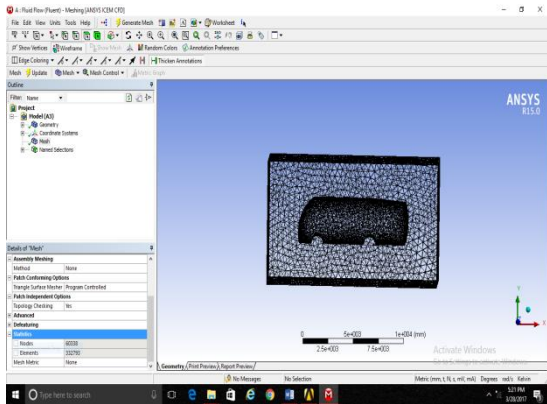 A : Fluid Flow (Fluent) - Meshing [ANSYS ICEM CFD]
File Edit View Units Tools Help Generate Mesh Worksheet
Show Vertices Wireframe Show Mesh Random Colors Annotation Preferences
Edge Coloring Thicken Annotations
Mesh Update Mesh Mesh Control Metric Graph
Outline
Filter: Name
Project
Model (A3)
Geometry
Coordinate Systems
Mesh
Named Selections
ANSYS
R15.0
Details of "Mesh"
Assembly Meshing
Method None
Patch Conforming Options
Triangle Surface Mesher Program Controlled
Patch Independent Options
Topology Checking Yes
Advanced
Defeaturing
Statistics
Nodes 60338
Elements 332790
Mesh Metric None
0 5e+003 1e+004 (mm)
2.5e+003 7.5e+003
Activate Windows
Geometry Print Preview Report Preview
No Messages No Selection Metric (mm, t, N, s, mV, mA) Degrees rad/s Kelvin
Type here to search
5:21 PM
3/28/2017